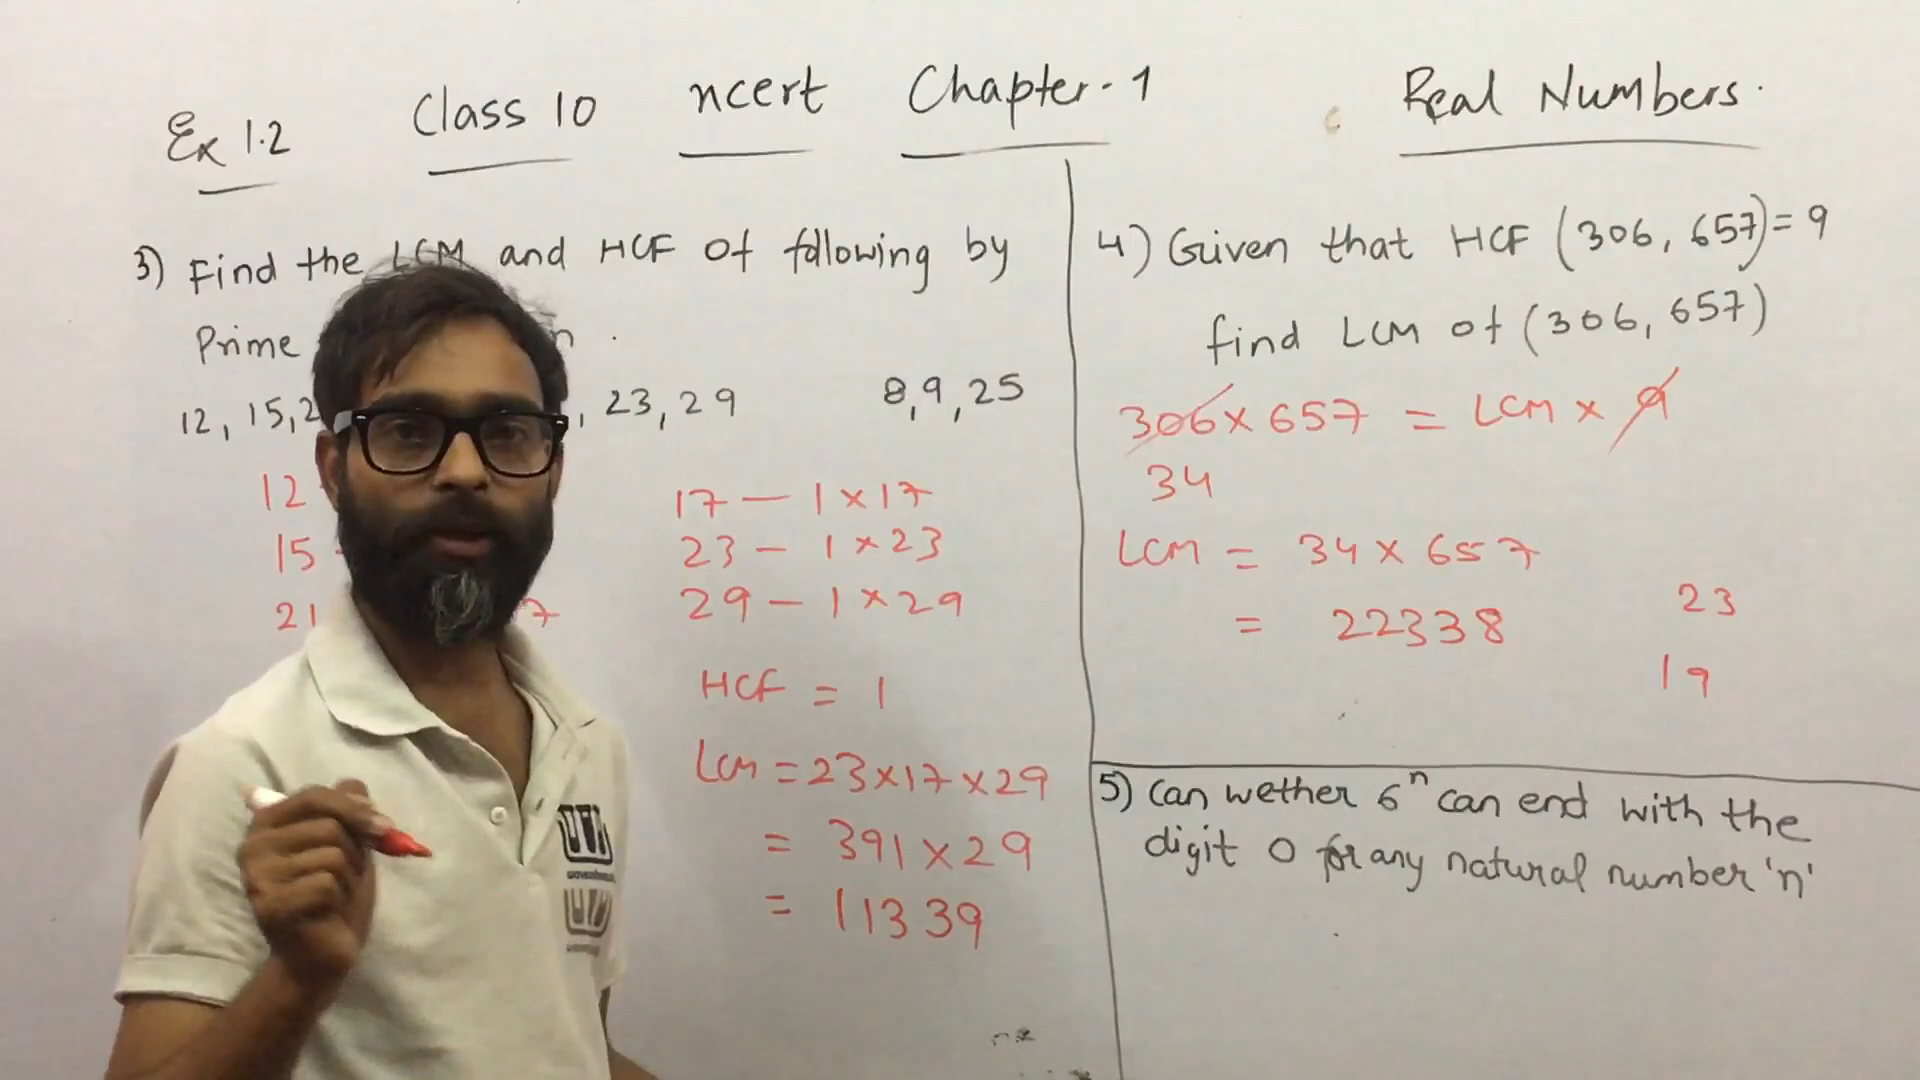 Ex 1.2 Class 10 ncert Chapter-1 Real Numbers.
3) Find the LCM and HCF of following by
Prime
12, 15, 2 , 23, 29 8, 9, 25
12
15
21 7
17 — 1 × 17
23 — 1 × 23
29 — 1 × 29
HCF = 1
LCM = 23 × 17 × 29
= 391 × 29
= 11339
4) Given that HCF (306, 657) = 9
find LCM of (306, 657)
306 × 657 = LCM × 9
34
LCM = 34 × 657
= 22338
23
19
5) Can wether 6ⁿ can end with the
digit 0 for any natural number 'n'